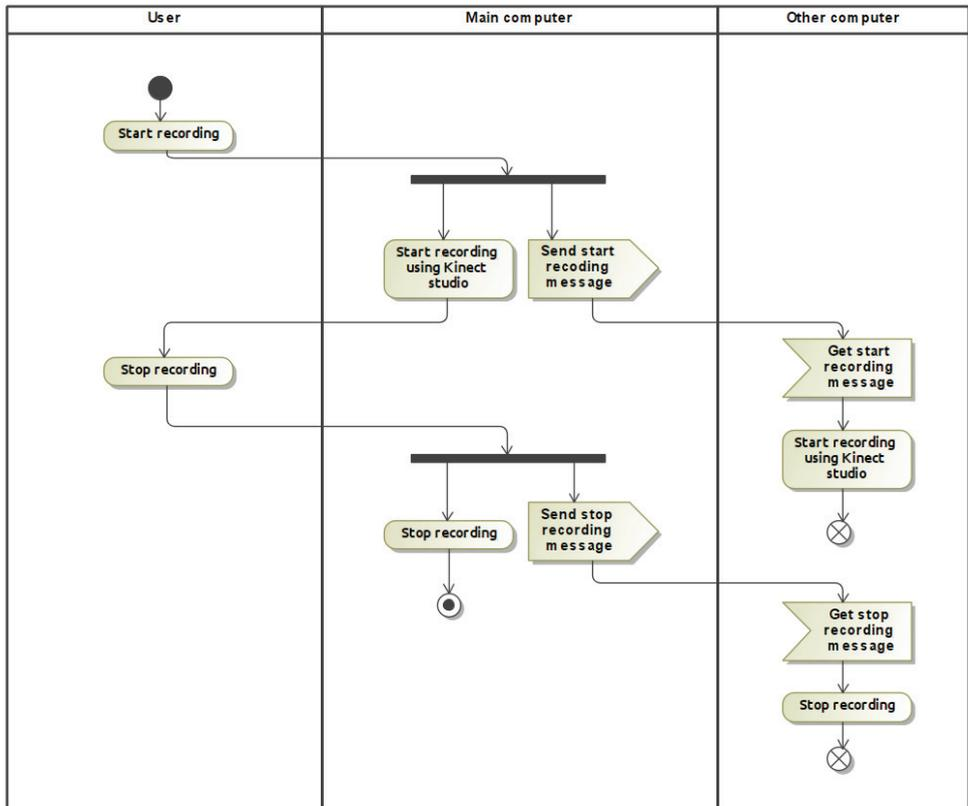 User
Main computer
Other computer
Start recording
Start recording
using Kinect
studio
Send start
recoding
message
Get start
recording
message
Stop recording
Start recording
using Kinect
studio
Stop recording
Send stop
recording
message
Get stop
recording
message
Stop recording